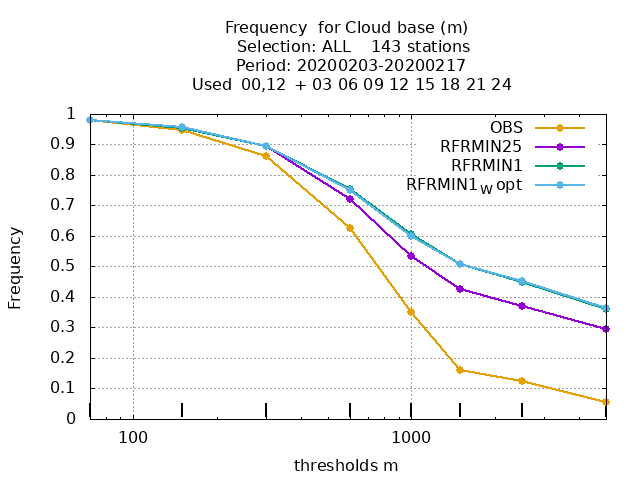 Frequency  for Cloud base (m)
Selection: ALL    143 stations
Period: 20200203-20200217
Used  00,12  + 03 06 09 12 15 18 21 24
OBS
RFRMIN25
RFRMIN1
RFRMIN1W opt
1
0.9
0.8
0.7
0.6
0.5
0.4
0.3
0.2
0.1
0
Frequency
100
1000
thresholds m